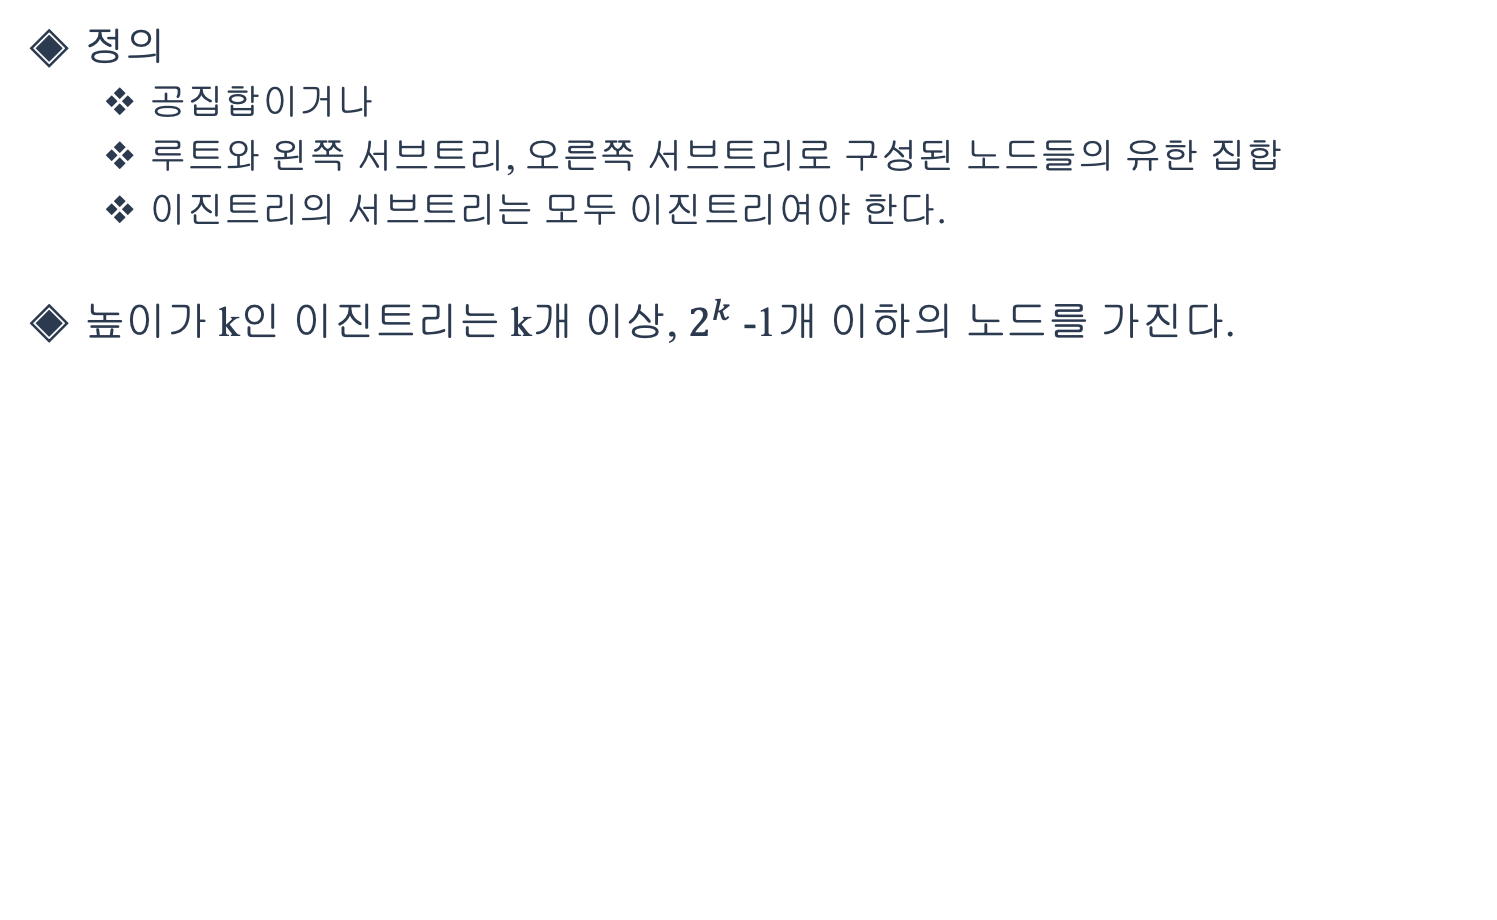 ◈ 정의
❖ 공집합이거나
❖ 루트와 왼쪽 서브트리, 오른쪽 서브트리로 구성된 노드들의 유한 집합
❖ 이진트리의 서브트리는 모두 이진트리여야 한다.
◈ 높이가 k인 이진트리는 k개 이상, 2^k -1개 이하의 노드를 가진다.